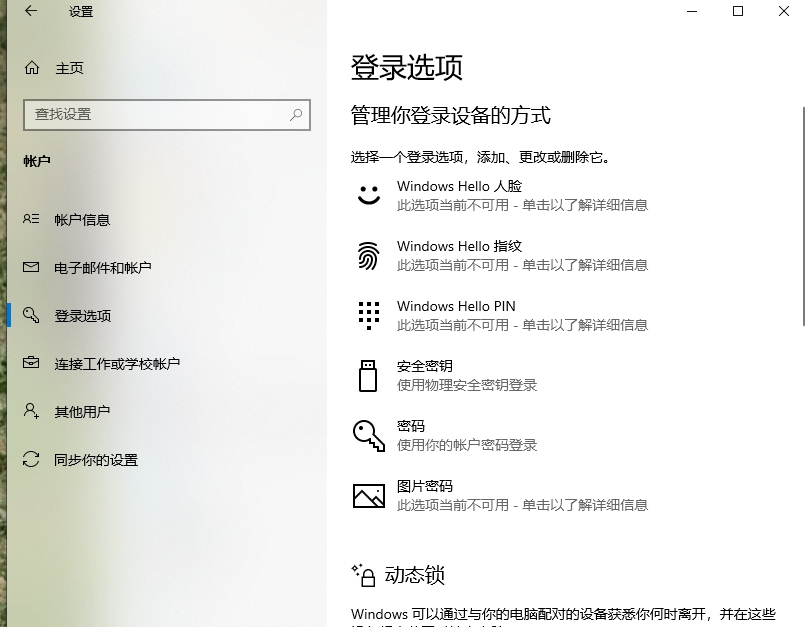 设置
主页
查找设置
帐户
帐户信息
电子邮件和帐户
登录选项
连接工作或学校帐户
其他用户
同步你的设置
登录选项
管理你登录设备的方式
选择一个登录选项，添加、更改或删除它。
Windows Hello 人脸
此选项当前不可用 - 单击以了解详细信息
Windows Hello 指纹
此选项当前不可用 - 单击以了解详细信息
Windows Hello PIN
此选项当前不可用 - 单击以了解详细信息
安全密钥
使用物理安全密钥登录
密码
使用你的帐户密码登录
图片密码
此选项当前不可用 - 单击以了解详细信息
动态锁
Windows 可以通过与你的电脑配对的设备获悉你何时离开，并在这些